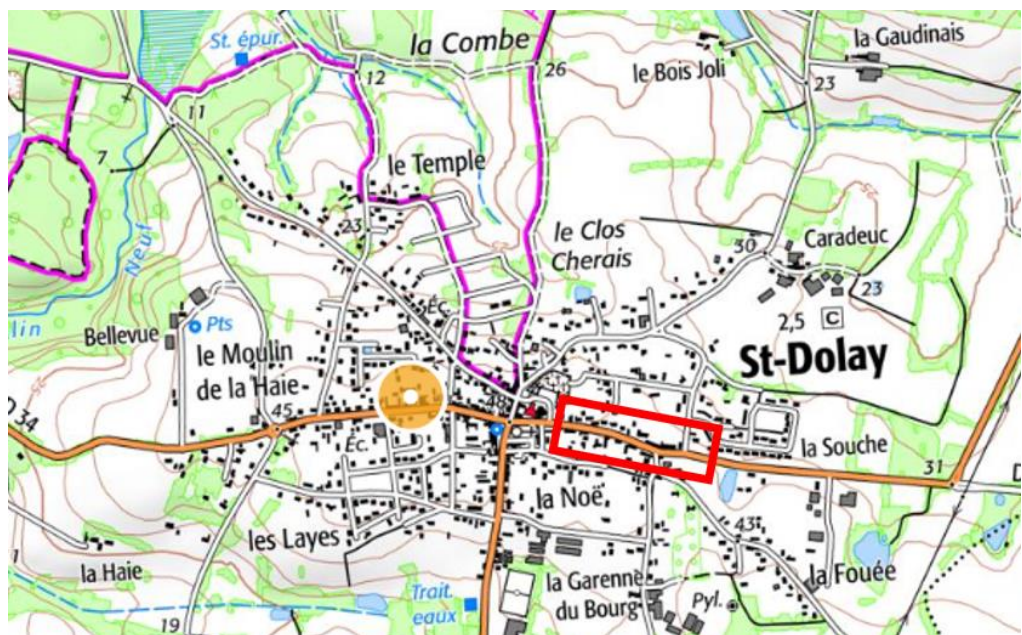 la Combe
St. épur.
la Gaudinais
le Bois Joli
12
26
23
11
7
le Temple
Neuf
23
le Clos
Cherais
30
Caradeuc
23
Éc.
2,5
C
Bellevue
Pts
lin
le Moulin
de la Haie
St-Dolay
48
D 34
45
Éc.
la Souche
31
la Noë
les Layes
43
la Haie
la Garenne
du Bourg
la Fouée
Trait.
eaux
Pyl.
19
1
D